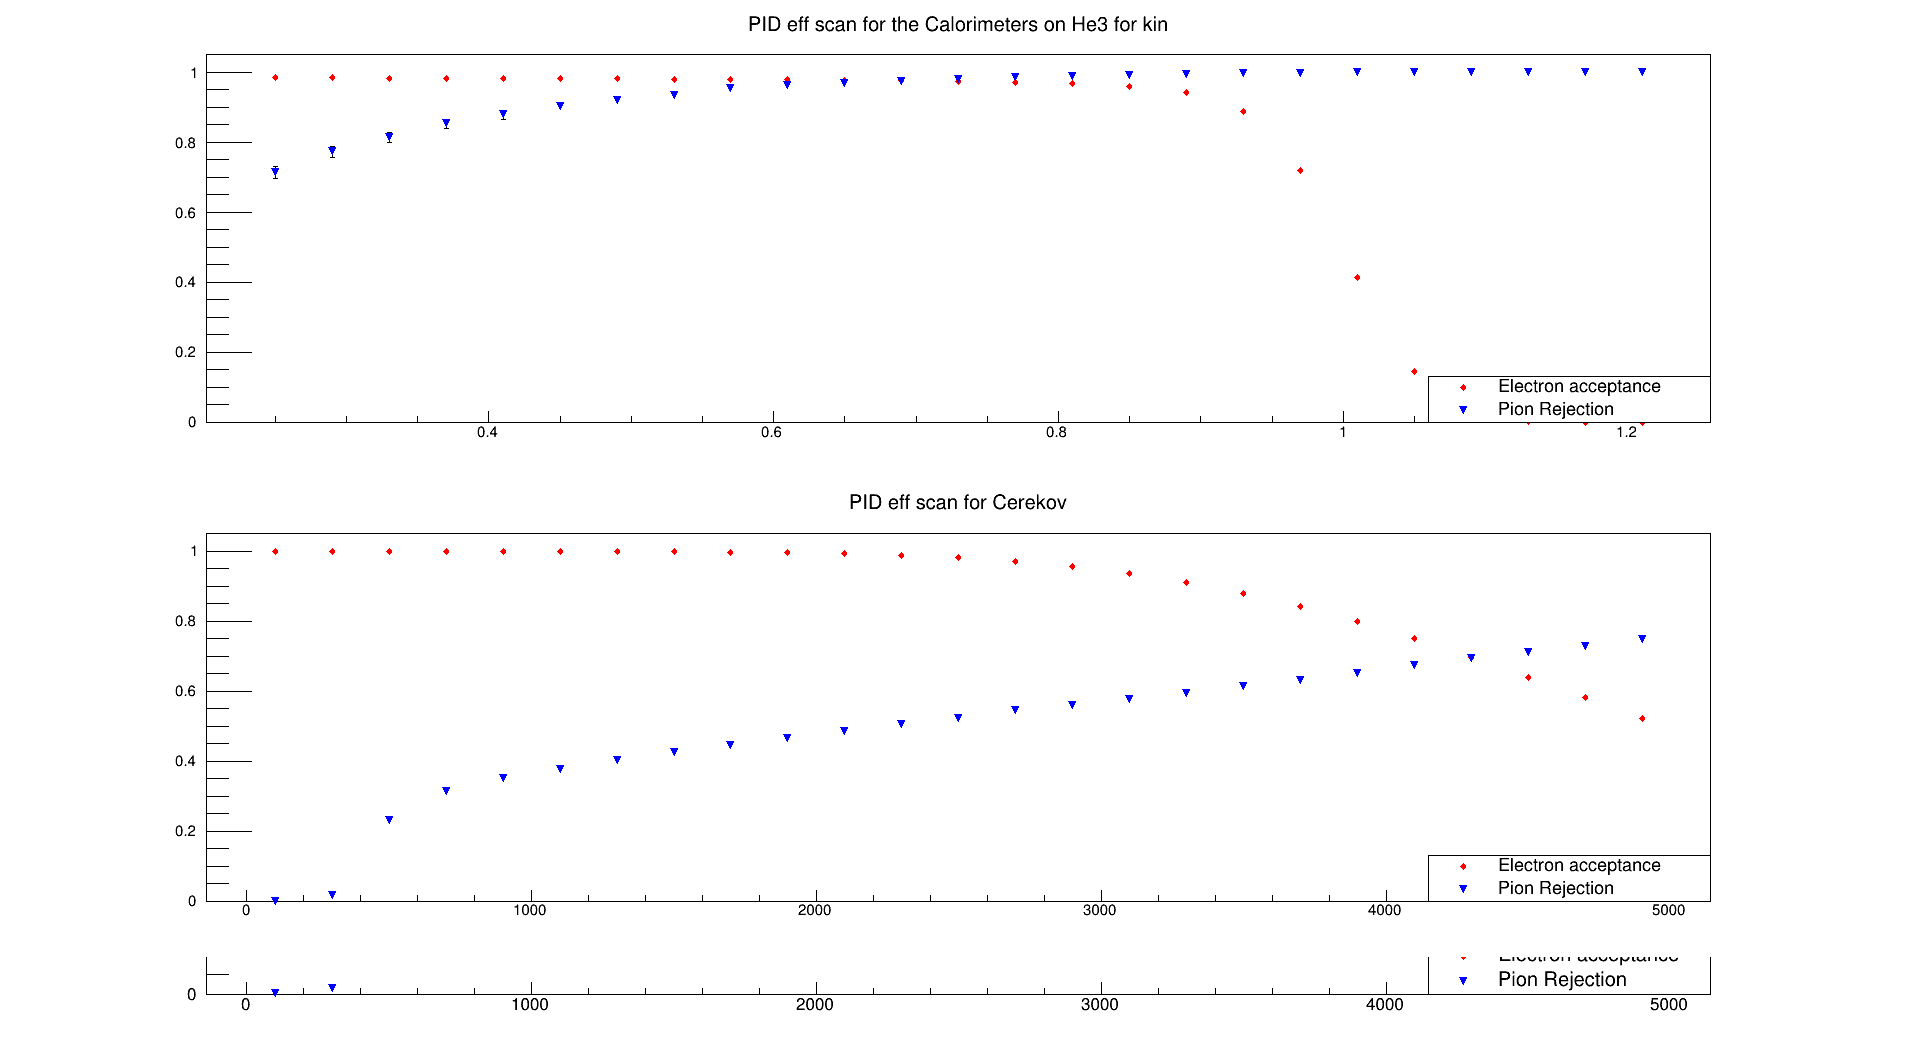 PID eff scan for the Calorimeters on He3 for kin
1
0.8
0.6
0.4
0.2
0
Electron acceptance
Pion Rejection
0.4 0.6 0.8 1 1.2
PID eff scan for Cerekov
1
0.8
0.6
0.4
0.2
0
Electron acceptance
Pion Rejection
0 1000 2000 3000 4000 5000
Electron acceptance
Pion Rejection
0
0 1000 2000 3000 4000 5000